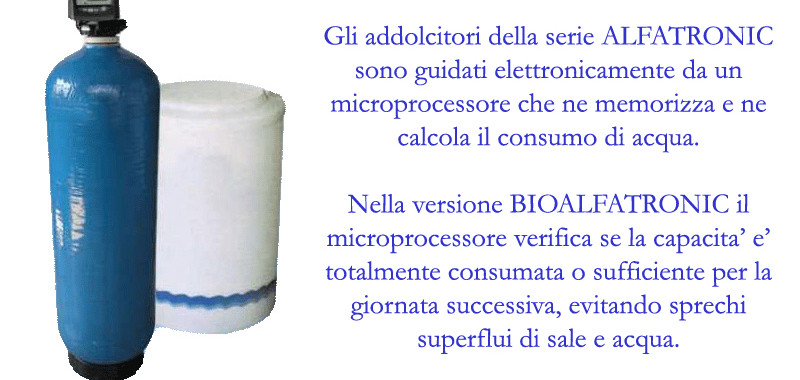 Gli addolcitori della serie ALFATRONIC
sono guidati elettronicamente da un
microprocessore che ne memorizza e ne
calcola il consumo di acqua.
Nella versione BIOALFATRONIC il
microprocessore verifica se la capacita’ e’
totalmente consumata o sufficiente per la
giornata successiva, evitando sprechi
superflui di sale e acqua.